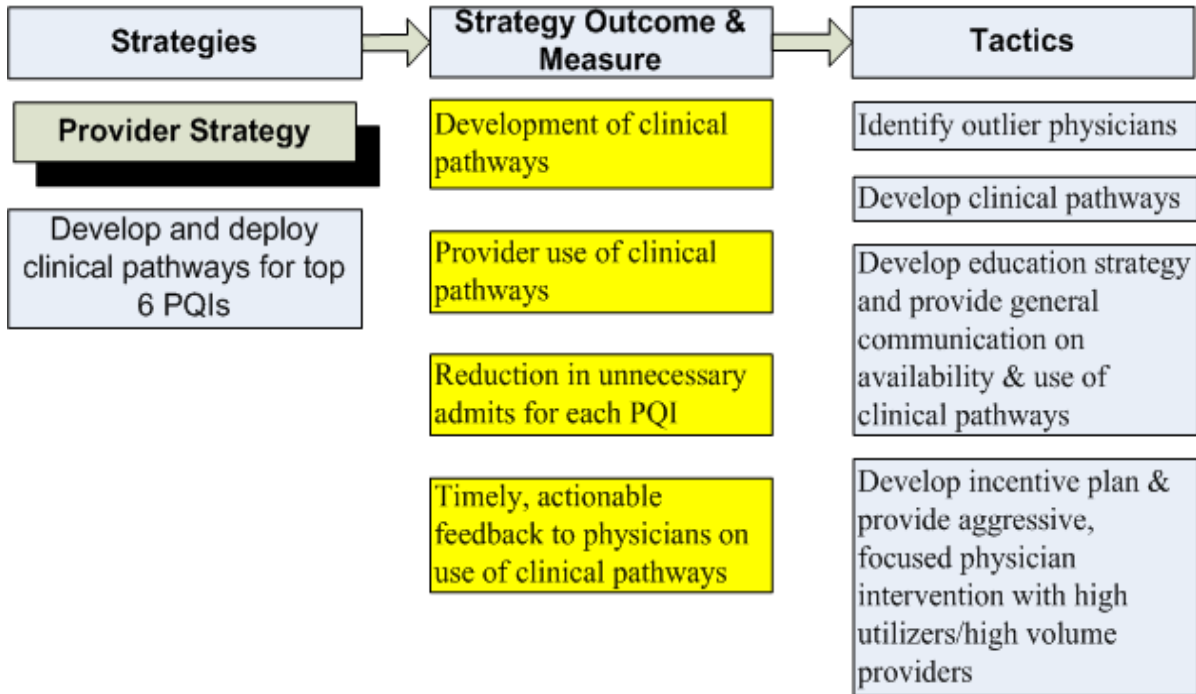 Strategies
Strategy Outcome &
Measure
Tactics
Provider Strategy
Develop and deploy
clinical pathways for top
6 PQIs
Development of clinical
pathways
Provider use of clinical
pathways
Reduction in unnecessary
admits for each PQI
Timely, actionable
feedback to physicians on
use of clinical pathways
Identify outlier physicians
Develop clinical pathways
Develop education strategy
and provide general
communication on
availability & use of
clinical pathways
Develop incentive plan &
provide aggressive,
focused physician
intervention with high
utilizers/high volume
providers